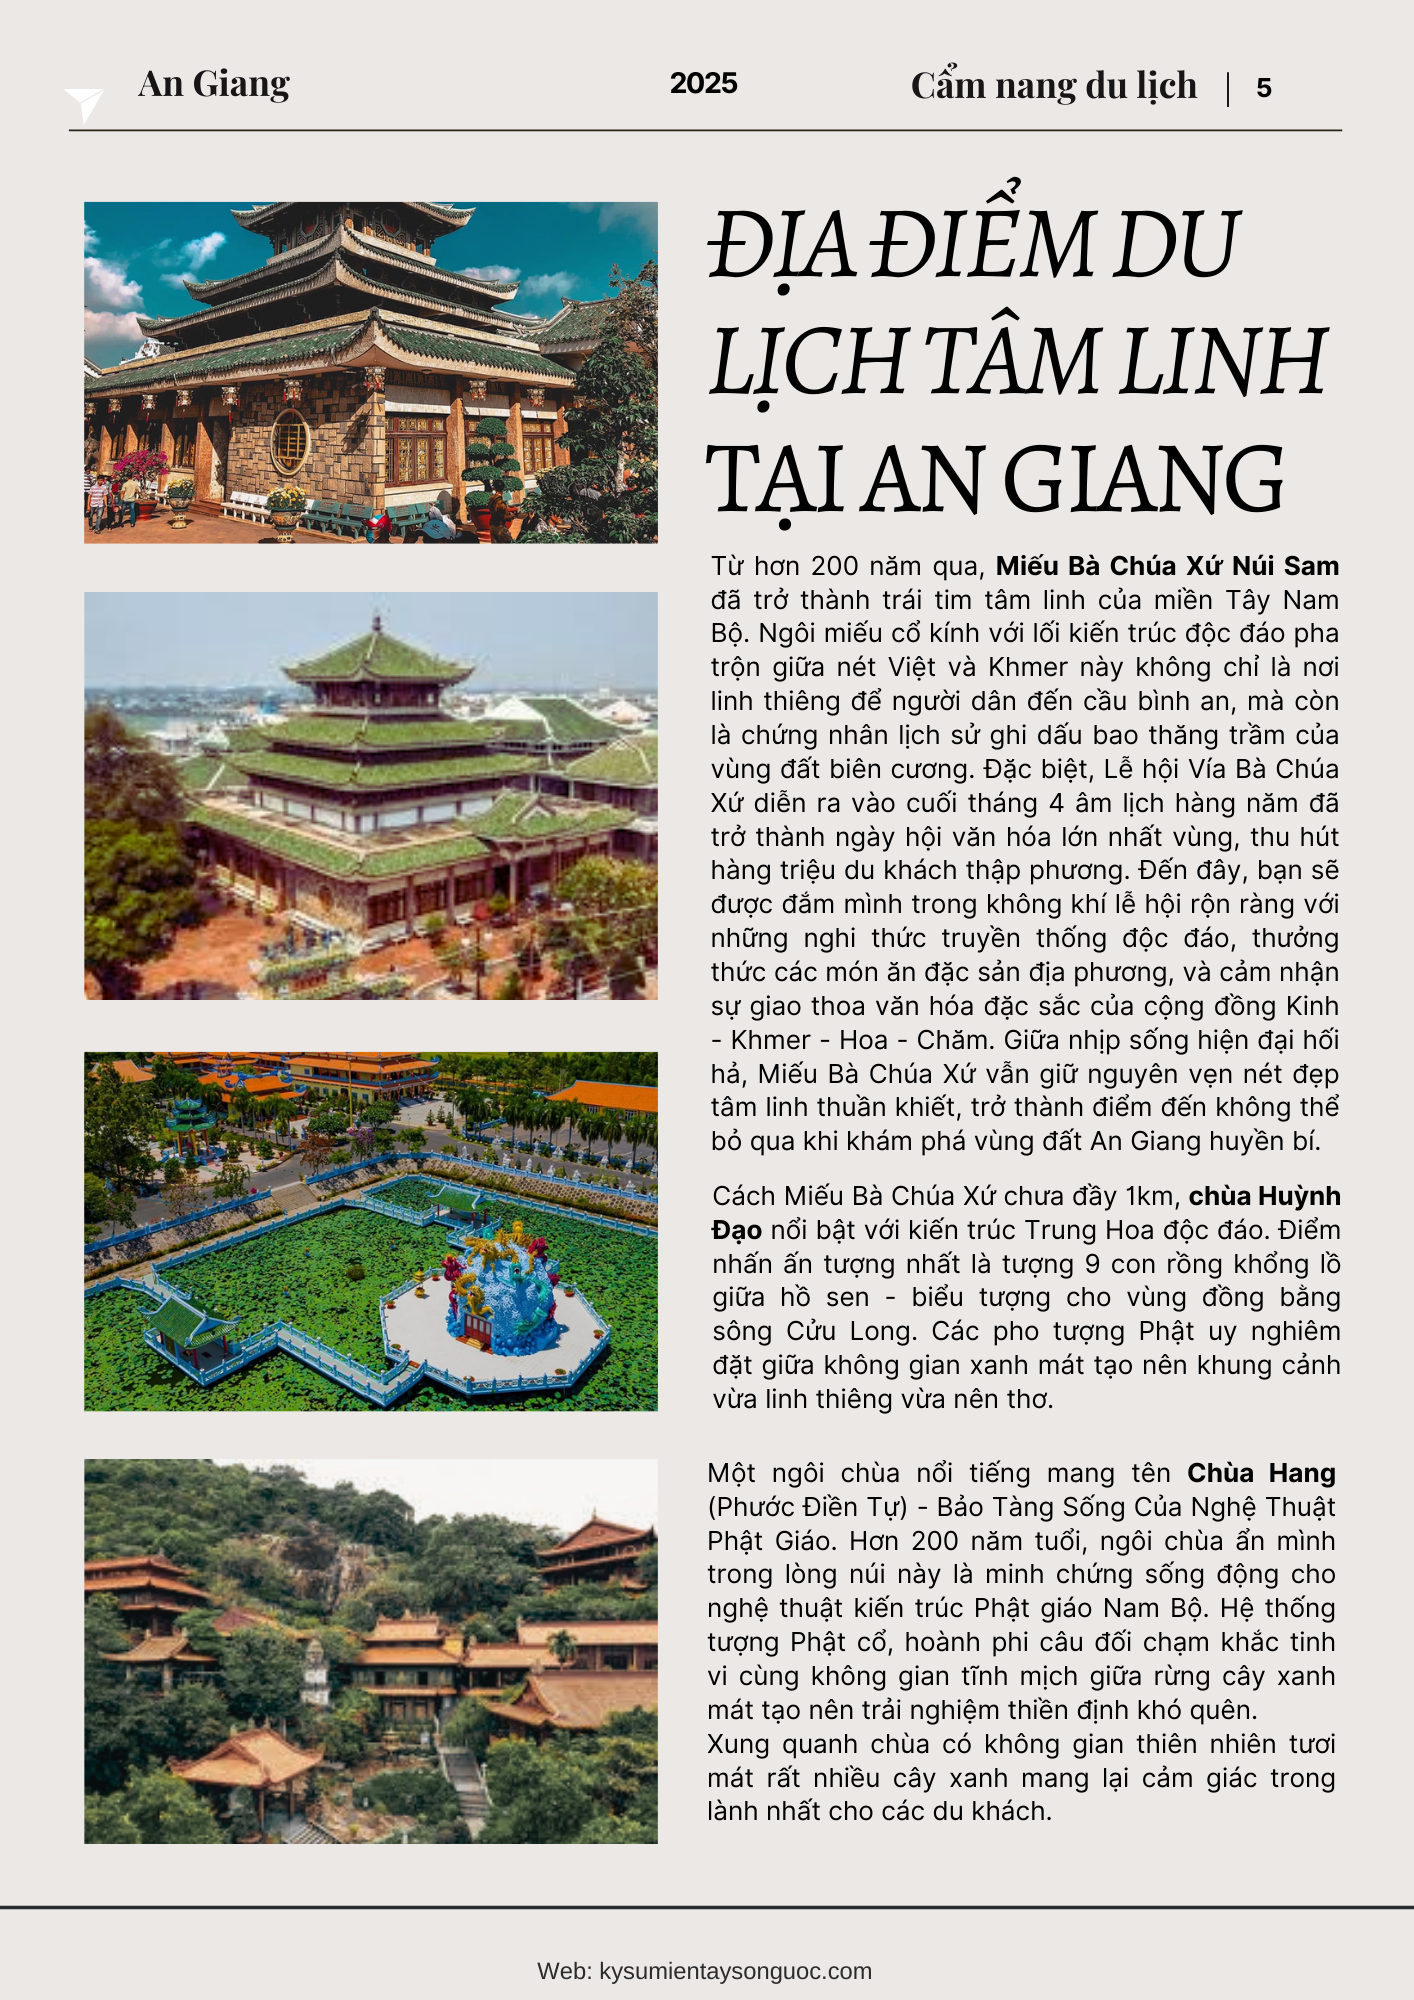 An Giang
2025
Cẩm nang du lịch | 5
ĐỊA ĐIỂM DU
LỊCH TÂM LINH
TẠI AN GIANG
Từ hơn 200 năm qua, Miếu Bà Chúa Xứ Núi Sam
đã trở thành trái tim tâm linh của miền Tây Nam
Bộ. Ngôi miếu cổ kính với lối kiến trúc độc đáo pha
trộn giữa nét Việt và Khmer này không chỉ là nơi
linh thiêng để người dân đến cầu bình an, mà còn
là chứng nhân lịch sử ghi dấu bao thăng trầm của
vùng đất biên cương. Đặc biệt, Lễ hội Vía Bà Chúa
Xứ diễn ra vào cuối tháng 4 âm lịch hàng năm đã
trở thành ngày hội văn hóa lớn nhất vùng, thu hút
hàng triệu du khách thập phương. Đến đây, bạn sẽ
được đắm mình trong không khí lễ hội rộn ràng với
những nghi thức truyền thống độc đáo, thưởng
thức các món ăn đặc sản địa phương, và cảm nhận
sự giao thoa văn hóa đặc sắc của cộng đồng Kinh
- Khmer - Hoa - Chăm. Giữa nhịp sống hiện đại hối
hả, Miếu Bà Chúa Xứ vẫn giữ nguyên vẹn nét đẹp
tâm linh thuần khiết, trở thành điểm đến không thể
bỏ qua khi khám phá vùng đất An Giang huyền bí.
Cách Miếu Bà Chúa Xứ chưa đầy 1km, chùa Huỳnh
Đạo nổi bật với kiến trúc Trung Hoa độc đáo. Điểm
nhấn ấn tượng nhất là tượng 9 con rồng khổng lồ
giữa hồ sen - biểu tượng cho vùng đồng bằng
sông Cửu Long. Các pho tượng Phật uy nghiêm
đặt giữa không gian xanh mát tạo nên khung cảnh
vừa linh thiêng vừa nên thơ.
Một ngôi chùa nổi tiếng mang tên Chùa Hang
(Phước Điền Tự) - Bảo Tàng Sống Của Nghệ Thuật
Phật Giáo. Hơn 200 năm tuổi, ngôi chùa ẩn mình
trong lòng núi này là minh chứng sống động cho
nghệ thuật kiến trúc Phật giáo Nam Bộ. Hệ thống
tượng Phật cổ, hoành phi câu đối chạm khắc tinh
vi cùng không gian tĩnh mịch giữa rừng cây xanh
mát tạo nên trải nghiệm thiền định khó quên.
Xung quanh chùa có không gian thiên nhiên tươi
mát rất nhiều cây xanh mang lại cảm giác trong
lành nhất cho các du khách.
Web: kysumientaysonguoc.com